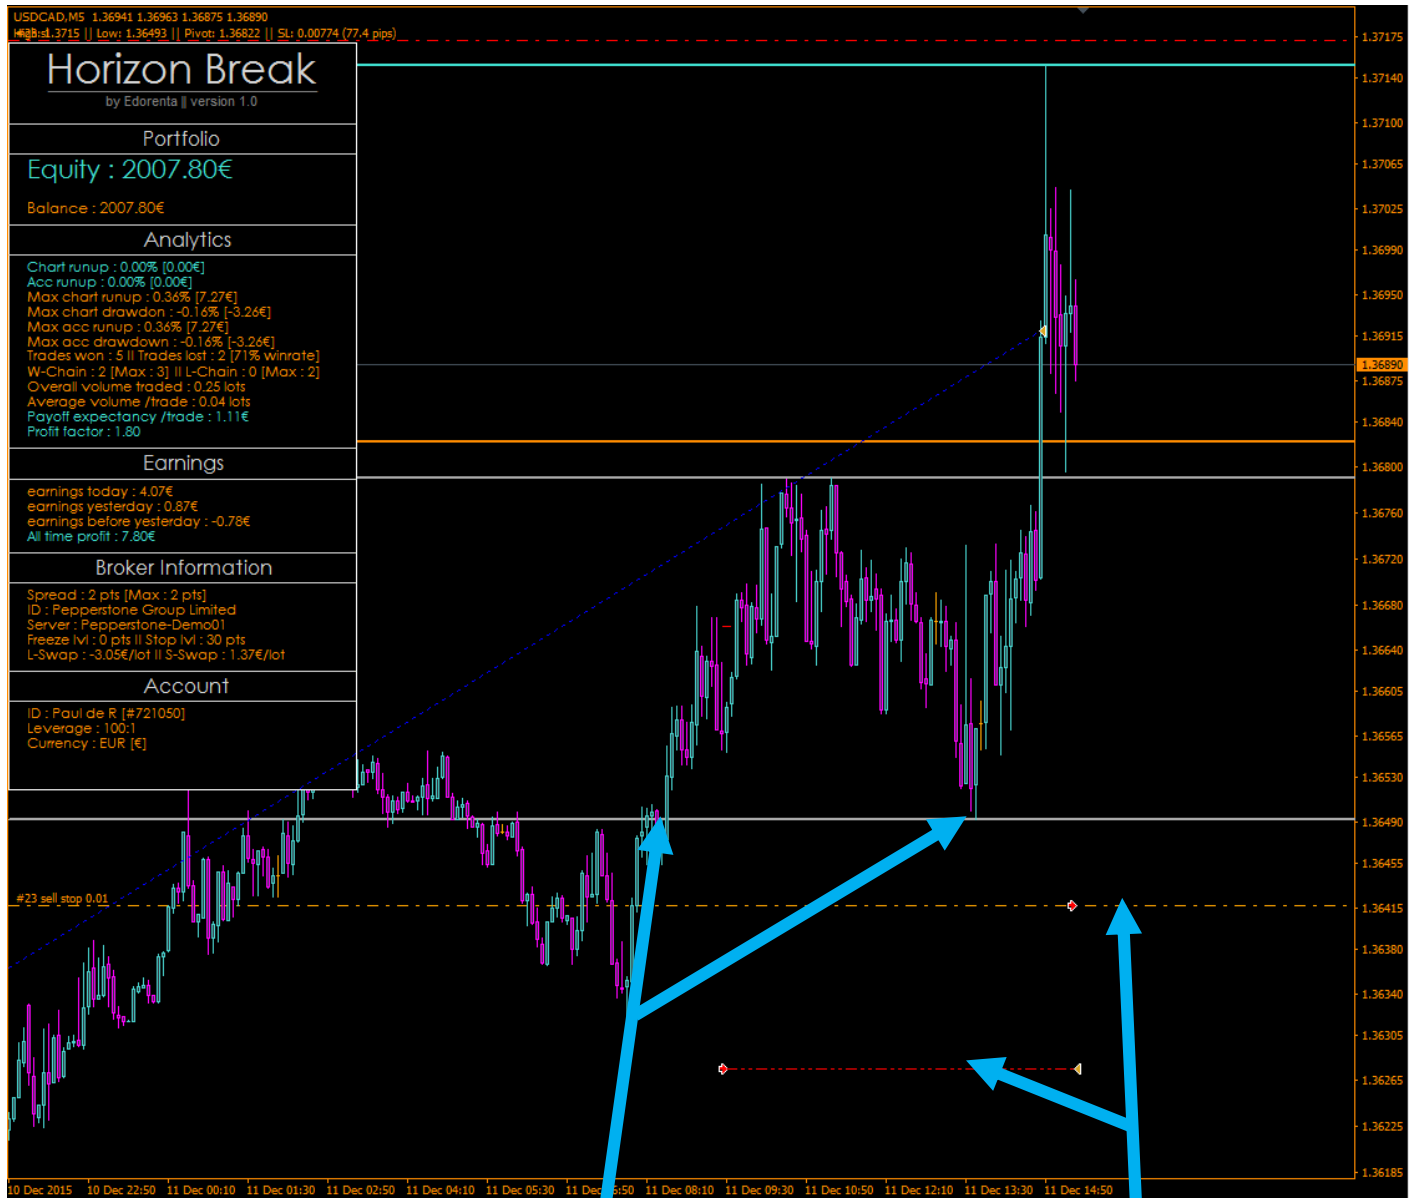 USDCAD,M5 1.36941 1.36963 1.36875 1.36890
1.3715 || Low: 1.36493 || Pivot: 1.36822 || SL: 0.00774 (77.4 pips)
Horizon Break
by Edorenta || version 1.0
Portfolio
Equity : 2007.80€
Balance : 2007.80€
Analytics
Chart runup : 0.00% [0.00€]
Acc runup : 0.00% [0.00€]
Max chart runup : 0.36% [7.27€]
Max chart drawdon : -0.16% [-3.26€]
Max acc runup : 0.36% [7.27€]
Max acc drawdown : -0.16% [-3.26€]
Trades won : 5 II Trades lost : 2 [71% winrate]
W-Chain : 2 [Max : 3] II L-Chain : 0 [Max : 2]
Overall volume traded : 0.25 lots
Average volume /trade : 0.04 lots
Payoff expectancy /trade : 1.11€
Profit factor : 1.80
Earnings
earnings today : 4.07€
earnings yesterday : 0.87€
earnings before yesterday : -0.78€
All time profit : 7.80€
Broker Information
Spread : 2 pts [Max : 2 pts]
ID : Pepperstone Group Limited
Server : Pepperstone-Demo01
Freeze lvl : 0 pts II Stop lvl : 30 pts
L-Swap : -3.05€/lot II S-Swap : 1.37€/lot
Account
ID : Paul de R [#721050]
Leverage : 100:1
Currency : EUR [€]
#23 sell stop 0.01
1.37175
1.37140
1.37100
1.37065
1.37025
1.36990
1.36950
1.36915
1.36890
1.36875
1.36840
1.36800
1.36760
1.36720
1.36680
1.36640
1.36605
1.36565
1.36530
1.36490
1.36455
1.36415
1.36380
1.36340
1.36305
1.36265
1.36225
1.36185
10 Dec 2015 10 Dec 22:50 11 Dec 00:10 11 Dec 01:30 11 Dec 02:50 11 Dec 04:10 11 Dec 05:30 11 Dec :50 11 Dec 08:10 11 Dec 09:30 11 Dec 10:50 11 Dec 12:10 11 Dec 13:30 11 Dec 14:50